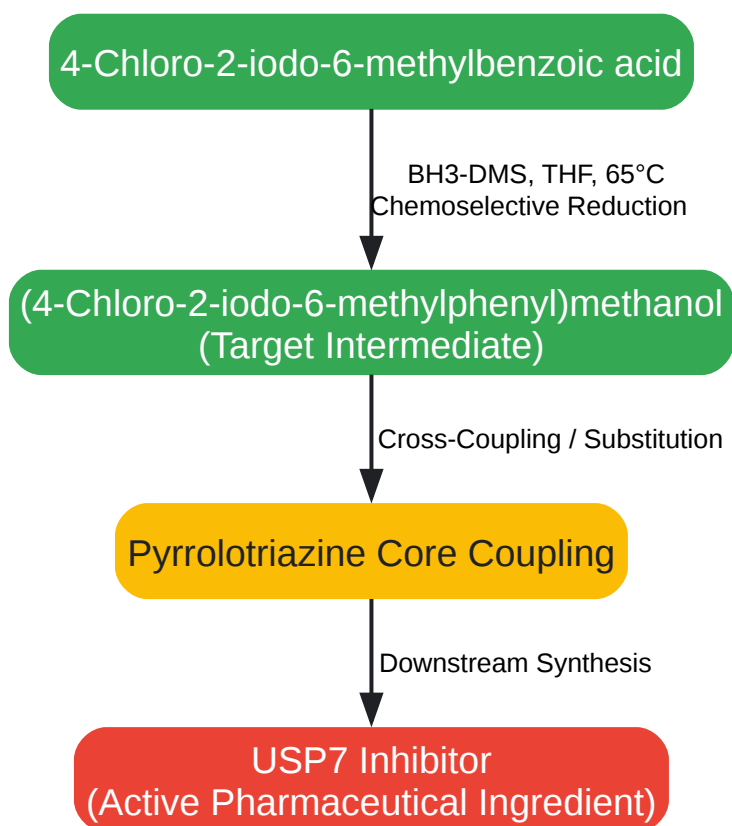 4-Chloro-2-iodo-6-methylbenzoic acid
BH3-DMS, THF, 65°C
Chemoselective Reduction
(4-Chloro-2-iodo-6-methylphenyl)methanol
(Target Intermediate)
Cross-Coupling / Substitution
Pyrrolotriazine Core Coupling
Downstream Synthesis
USP7 Inhibitor
(Active Pharmaceutical Ingredient)